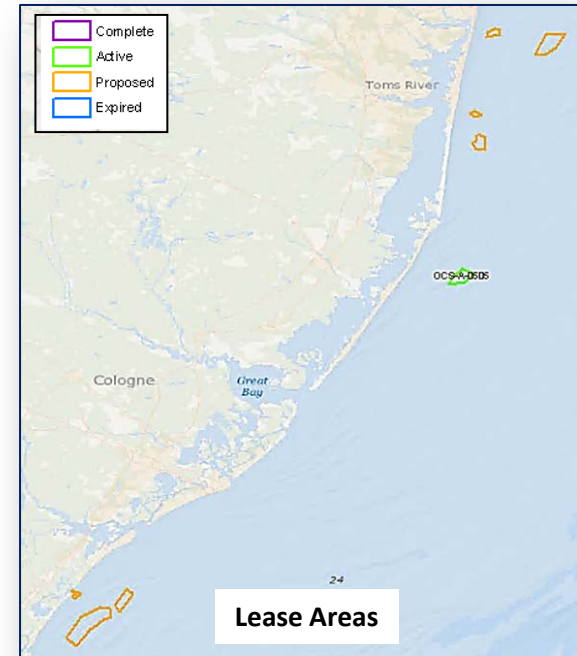 Complete
Active
Proposed
Expired
Toms River
OCS-A-0505
Cologne
Great
Bay
24
Lease Areas